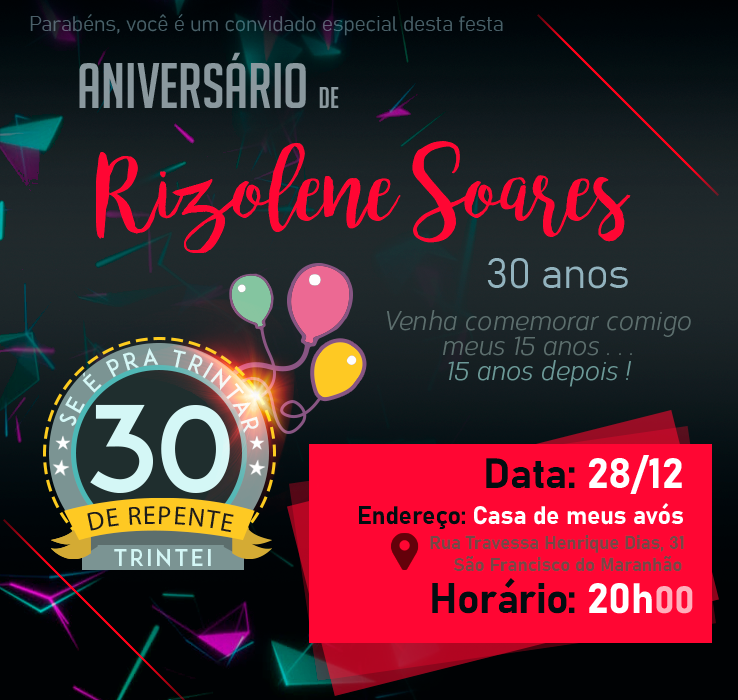 Parabéns, você é um convidado especial desta festa
ANIVERSÁRIO DE
Rizolene Soares
30 anos
Venha comemorar comigo
meus 15 anos . . .
15 anos depois !
SE É PRA TRINTAR
30
DE REPENTE
TRINTEI
Data: 28/12
Endereço: Casa de meus avós
Rua Travessa Henrique Dias, 31
São Francisco do Maranhão
Horário: 20h00